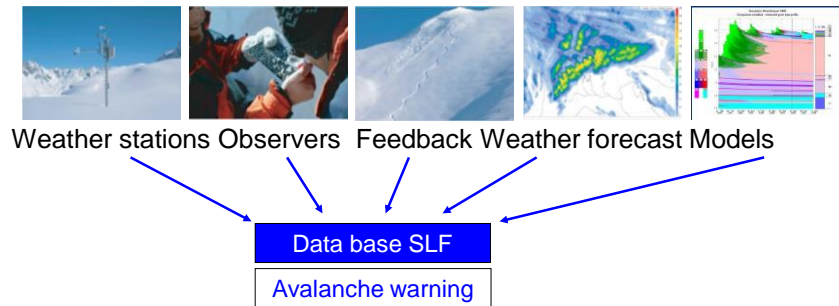 Weather stations Observers Feedback Weather forecast Models
Data base SLF
Avalanche warning